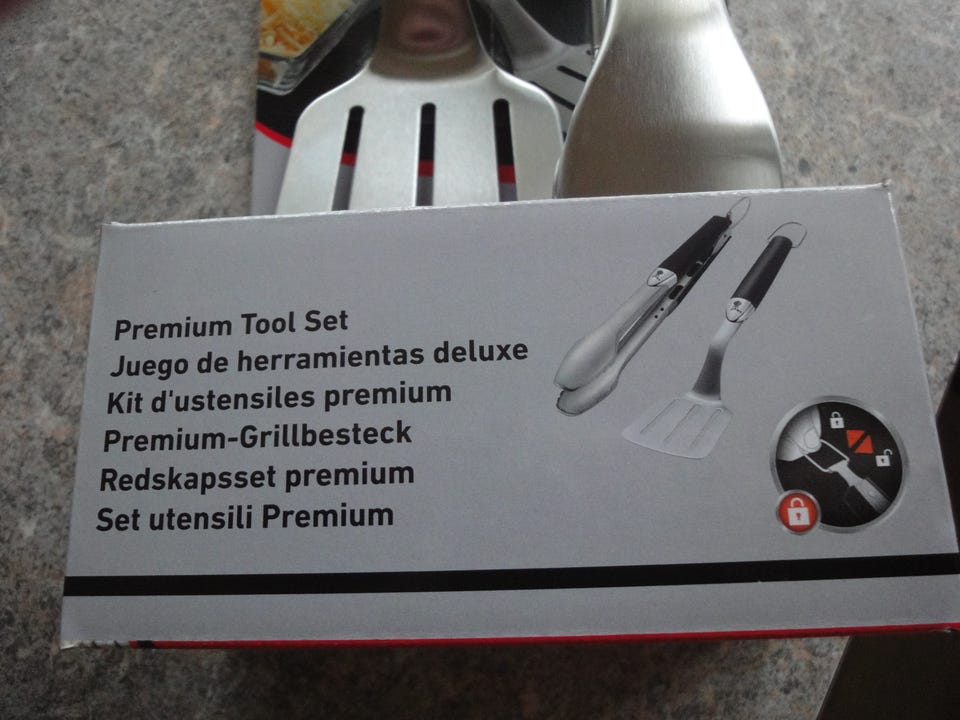 Premium Tool Set
Juego de herramientas deluxe
Kit d'ustensiles premium
Premium-Grillbesteck
Redskapsset premium
Set utensili Premium